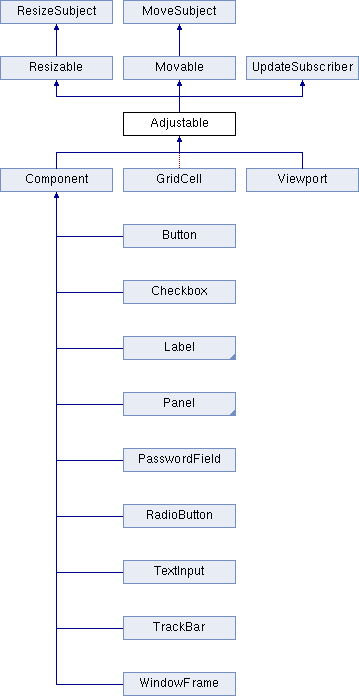 ResizeSubject
MoveSubject
Resizable
Movable
UpdateSubscriber
Adjustable
Component
GridCell
Viewport
Button
Checkbox
Label
Panel
PasswordField
RadioButton
TextInput
TrackBar
WindowFrame